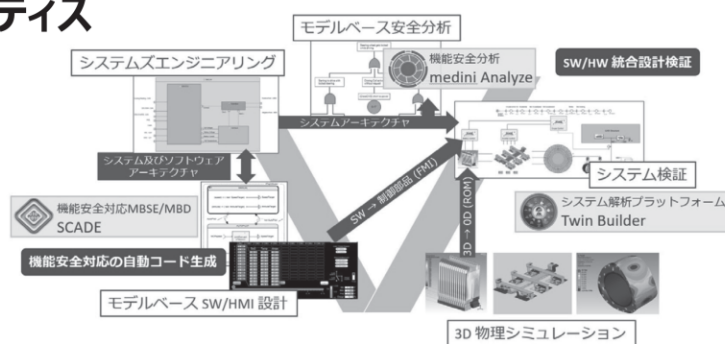 ティス
モデルベース安全分析
システムズエンジニアリング
機能安全分析
medini Analyze
SW/HW 統合設計検証
システムアーキテクチャ
システム及びソフトウェア
アーキテクチャ
システム検証
機能安全対応MBSE/MBD
SCADE
SW → 制御部品 (FMI)
3D → 0D (ROM)
システム解析プラットフォーム
Twin Builder
機能安全対応の自動コード生成
モデルベース SW/HMI 設計
3D 物理シミュレーション